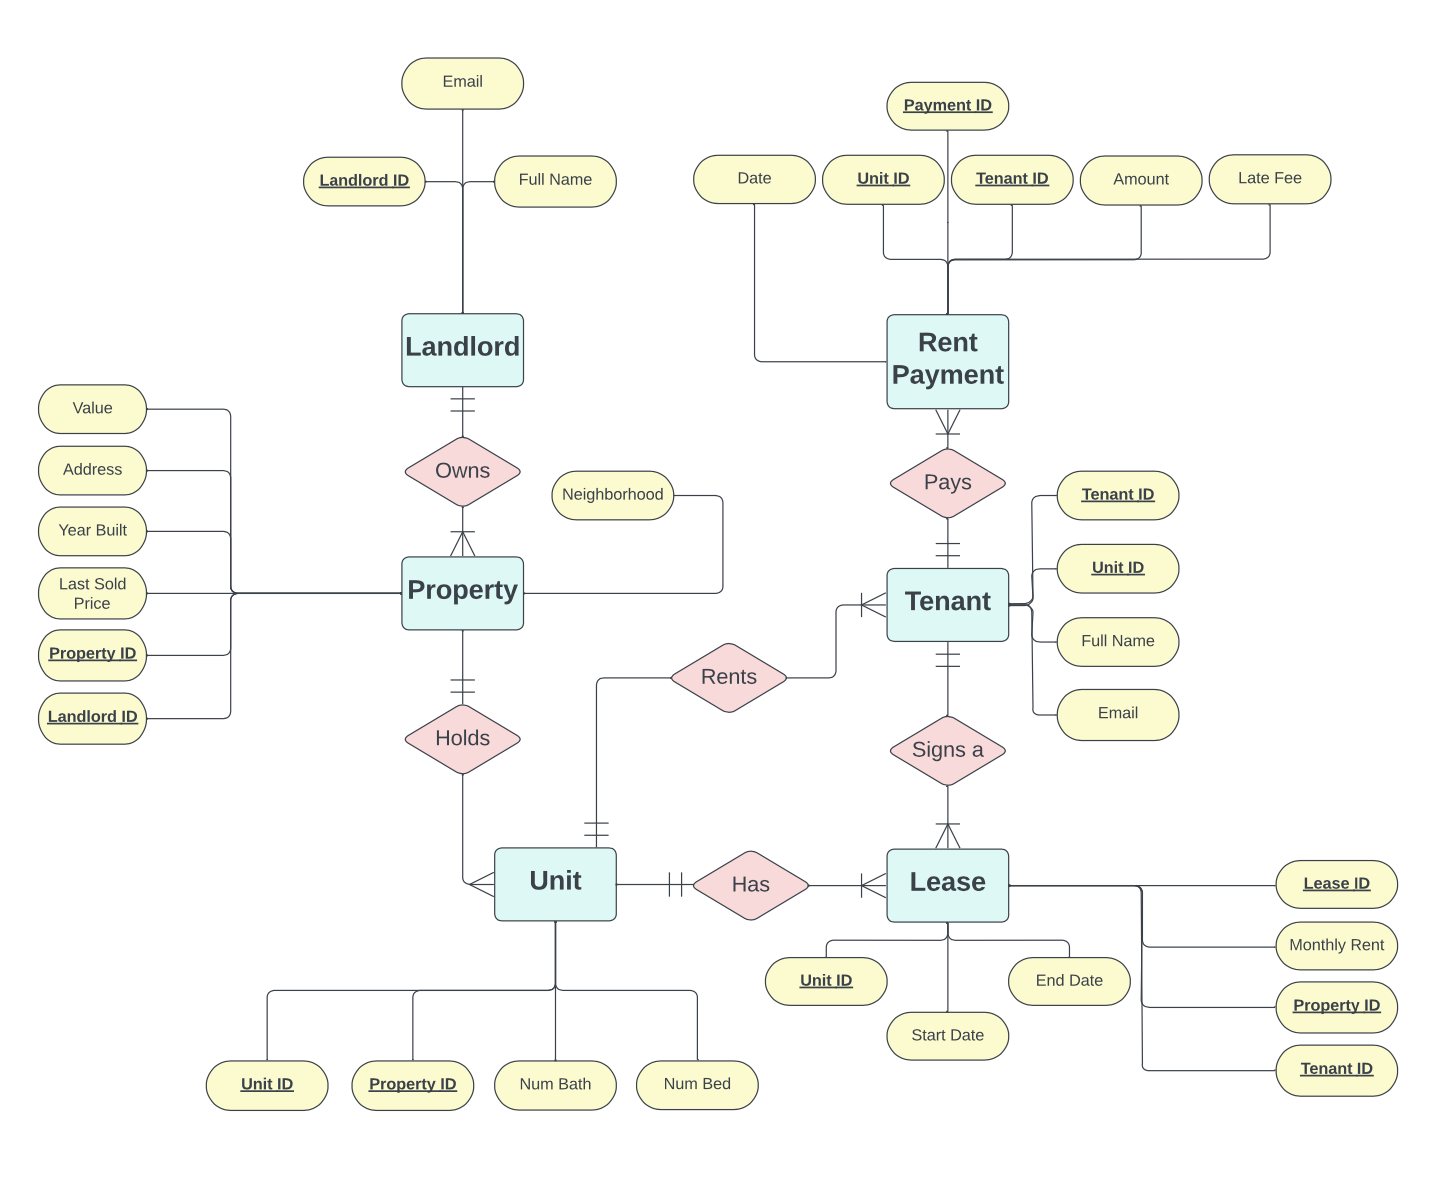 Email
Payment ID
Landlord ID
Full Name
Date
Unit ID
Tenant ID
Amount
Late Fee
Landlord
Rent
Payment
Value
Address
Year Built
Last Sold
Price
Property ID
Landlord ID
Owns
Neighborhood
Property
Pays
Tenant ID
Unit ID
Full Name
Email
Tenant
Rents
Holds
Signs a
Unit
Has
Lease
Lease ID
Monthly Rent
Property ID
Tenant ID
Unit ID
End Date
Start Date
Unit ID
Property ID
Num Bath
Num Bed